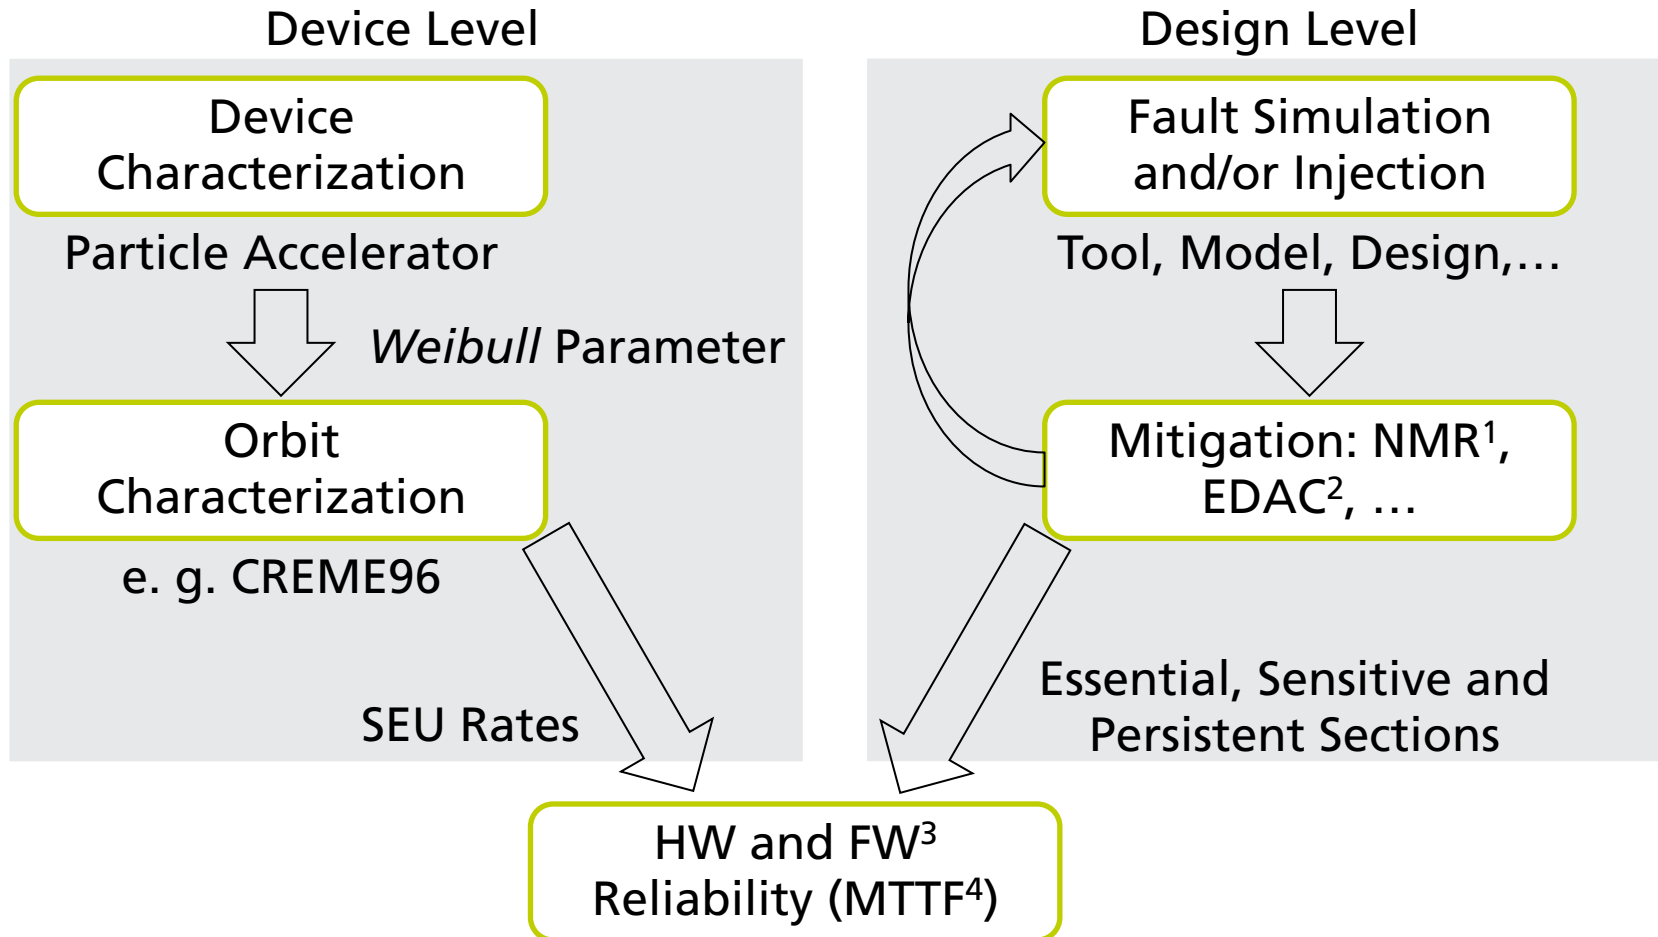 Device Level
Device
Characterization
Particle Accelerator
Weibull Parameter
Orbit
Characterization
e. g. CREME96
SEU Rates
Design Level
Fault Simulation
and/or Injection
Tool, Model, Design,…
Mitigation: NMR¹,
EDAC², …
Essential, Sensitive and
Persistent Sections
HW and FW³
Reliability (MTTF⁴)